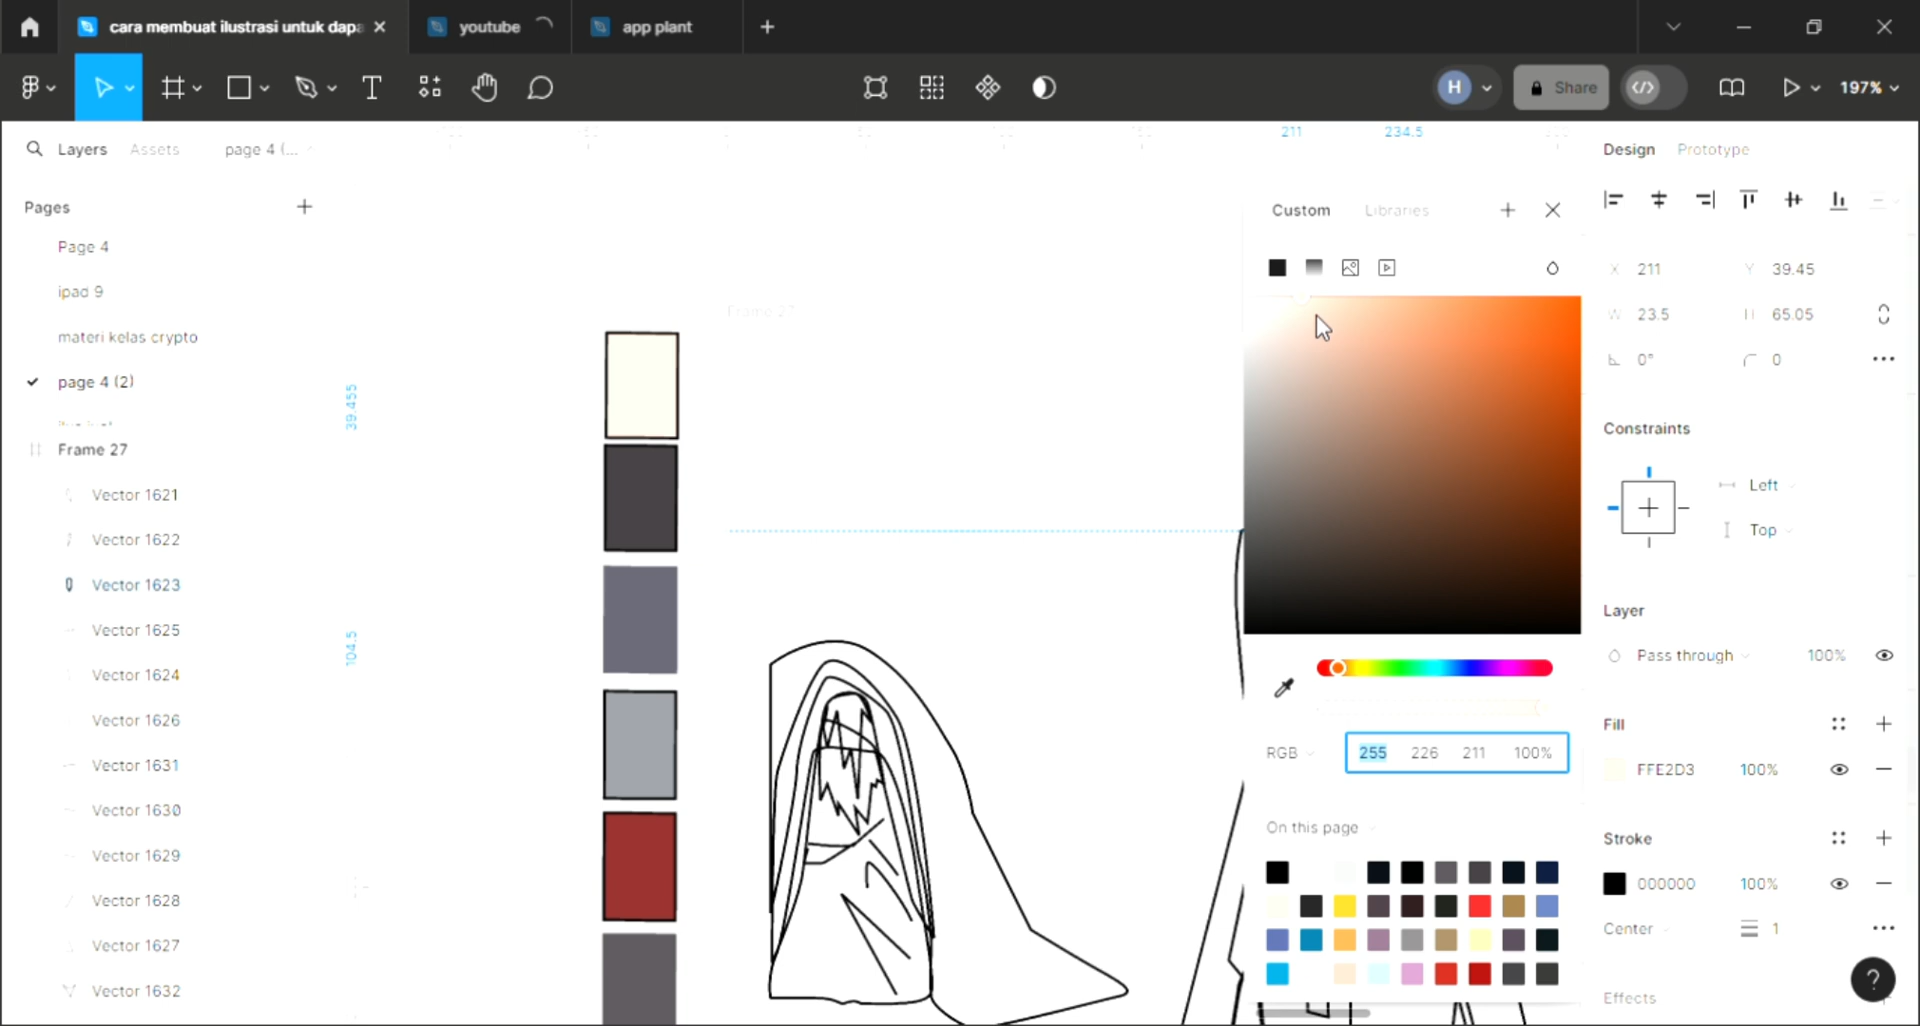 cara membuat ilustrasi untuk dapa
youtube
app plant
H
Share
197%
Layers
Assets
page 4 (...
211
234.5
Design
Prototype
Pages
Page 4
ipad 9
materi kelas crypto
page 4 (2)
Frame 27
Vector 1621
Vector 1622
Vector 1623
Vector 1625
Vector 1624
Vector 1626
Vector 1631
Vector 1630
Vector 1629
Vector 1628
Vector 1627
Vector 1632
39.455
104.5
Frame 27
Custom
Libraries
RGB
255 226 211 100%
On this page
X 211 Y 39.45
W 23.5 H 65.05
0° 0
Constraints
Left
Top
Layer
Pass through 100%
Fill
FFE2D3 100%
Stroke
000000 100%
Center 1
Effects
?